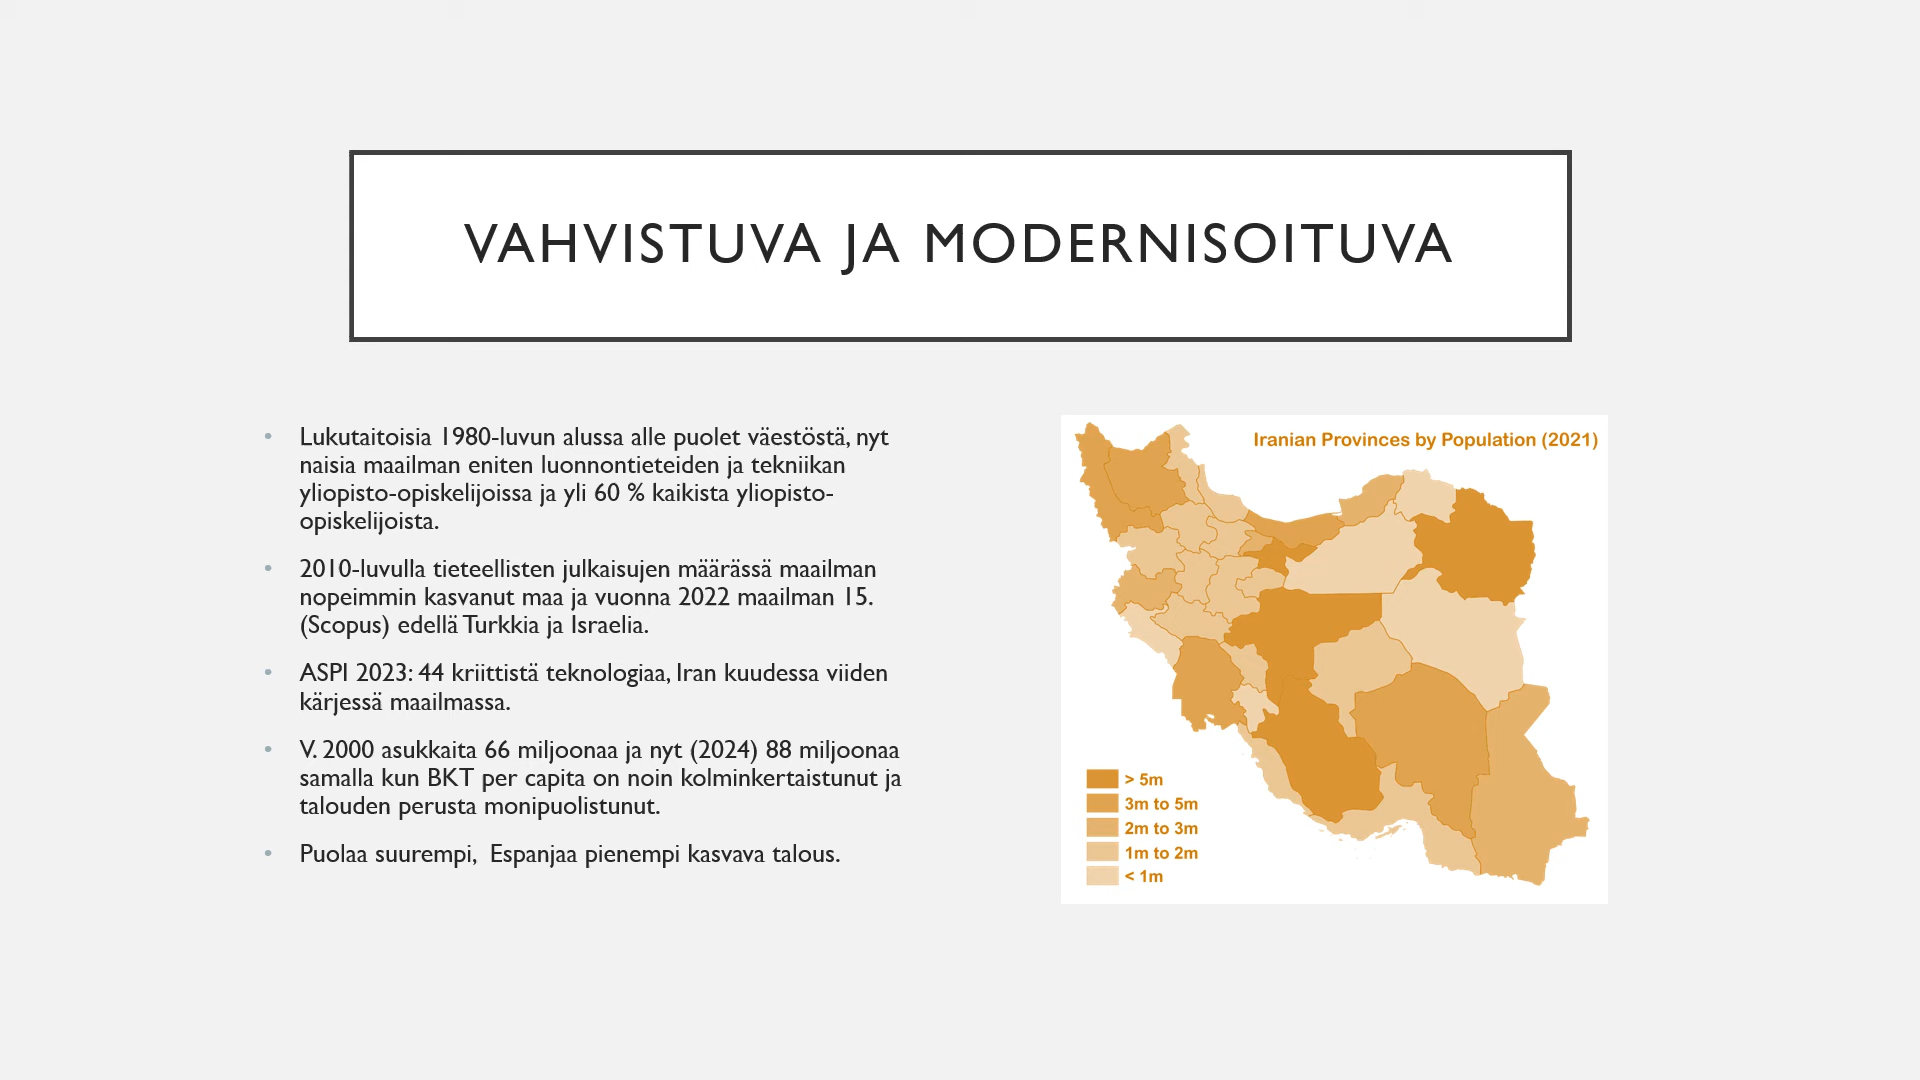 VAHVISTUVA JA MODERNISOITUVA
• Lukutaitoisia 1980-luvun alussa alle puolet väestöstä, nyt
naisia maailman eniten luonnontieteiden ja tekniikan
yliopisto-opiskelijoissa ja yli 60 % kaikista yliopisto-
opiskelijoista.
• 2010-luvulla tieteellisten julkaisujen määrässä maailman
nopeimmin kasvanut maa ja vuonna 2022 maailman 15.
(Scopus) edellä Turkkia ja Israelia.
• ASPI 2023: 44 kriittistä teknologiaa, Iran kuudessa viiden
kärjessä maailmassa.
• V. 2000 asukkaita 66 miljoonaa ja nyt (2024) 88 miljoonaa
samalla kun BKT per capita on noin kolminkertaistunut ja
talouden perusta monipuolistunut.
• Puolaa suurempi,  Espanjaa pienempi kasvava talous.
Iranian Provinces by Population (2021)
> 5m
3m to 5m
2m to 3m
1m to 2m
< 1m